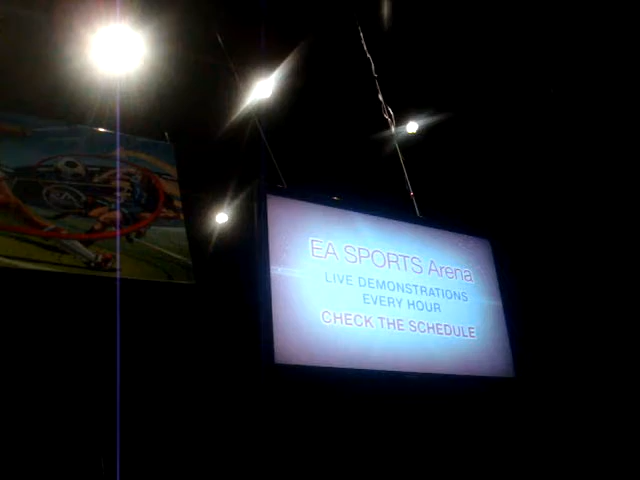 EA SPORTS Arena
LIVE DEMONSTRATIONS
EVERY HOUR
CHECK THE SCHEDULE